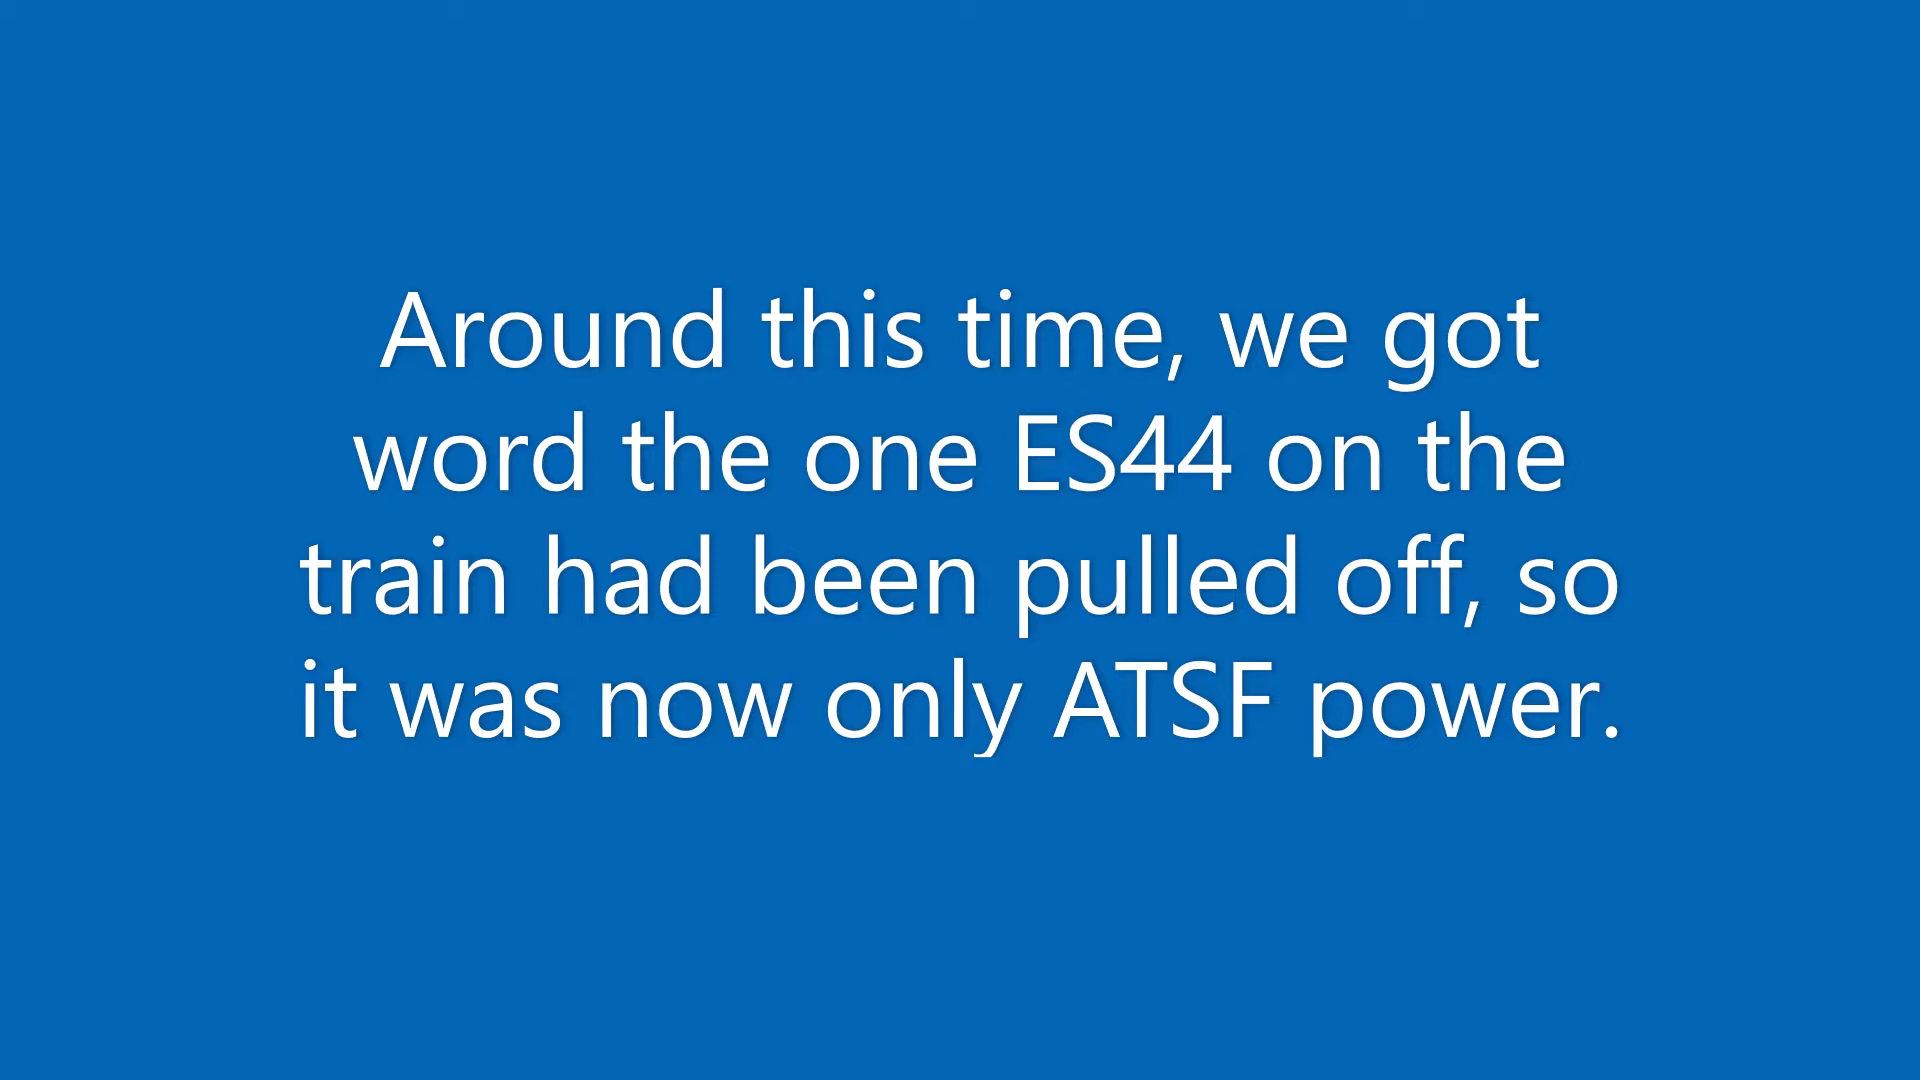 Around this time, we got
word the one ES44 on the
train had been pulled off, so
it was now only ATSF power.